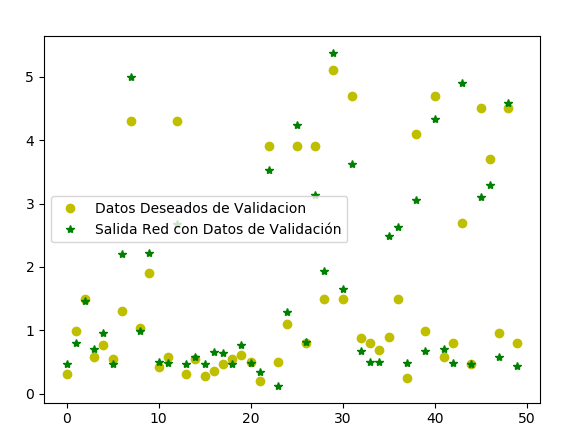 5
4
3
2
1
0
Datos Deseados de Validacion
Salida Red con Datos de Validación
0 10 20 30 40 50